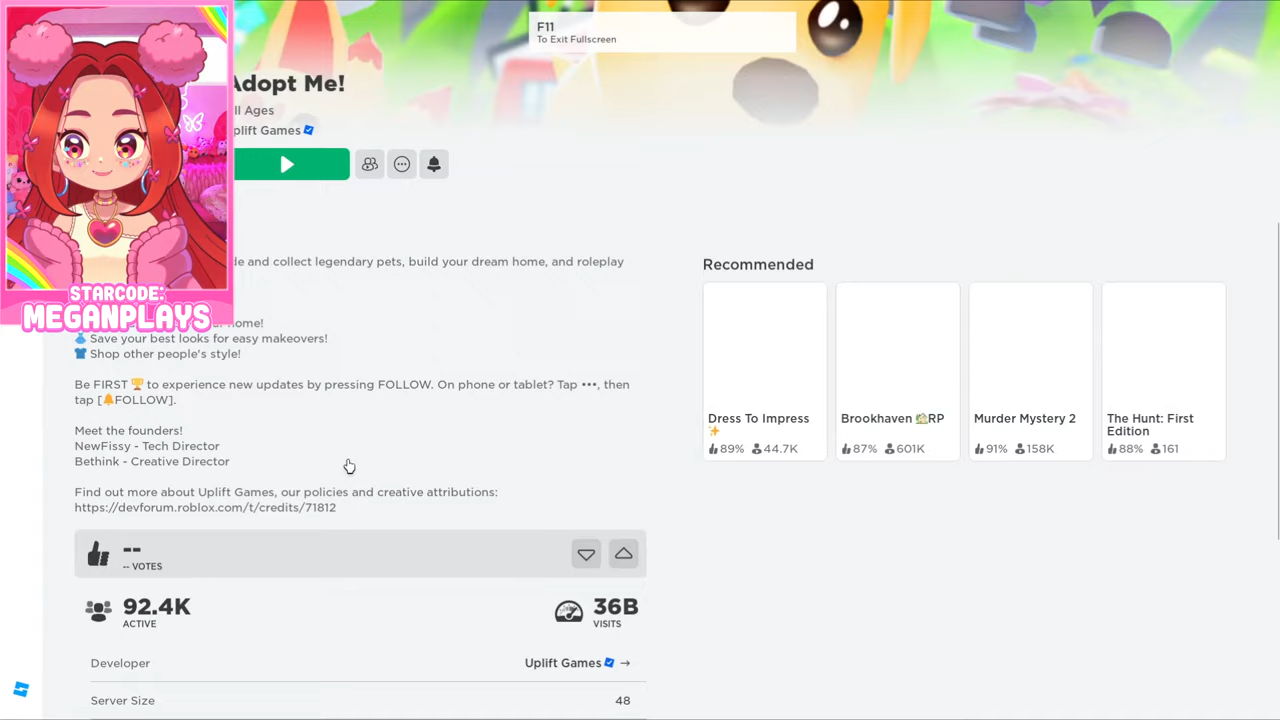 F11
To Exit Fullscreen
Adopt Me!
All Ages
Uplift Games
de and collect legendary pets, build your dream home, and roleplay
STARCODE:
MEGANPLAYS
home!
👗 Save your best looks for easy makeovers!
👕 Shop other people's style!
Be FIRST 🏆 to experience new updates by pressing FOLLOW. On phone or tablet? Tap •••, then
tap [🔔FOLLOW].
Meet the founders!
NewFissy - Tech Director
Bethink - Creative Director
Find out more about Uplift Games, our policies and creative attributions:
https://devforum.roblox.com/t/credits/71812
--
-- VOTES
92.4K
ACTIVE
36B
VISITS
Developer
Uplift Games →
Server Size
48
Recommended
Dress To Impress
✨
89% 44.7K
Brookhaven 🏡RP
87% 601K
Murder Mystery 2
91% 158K
The Hunt: First
Edition
88% 161